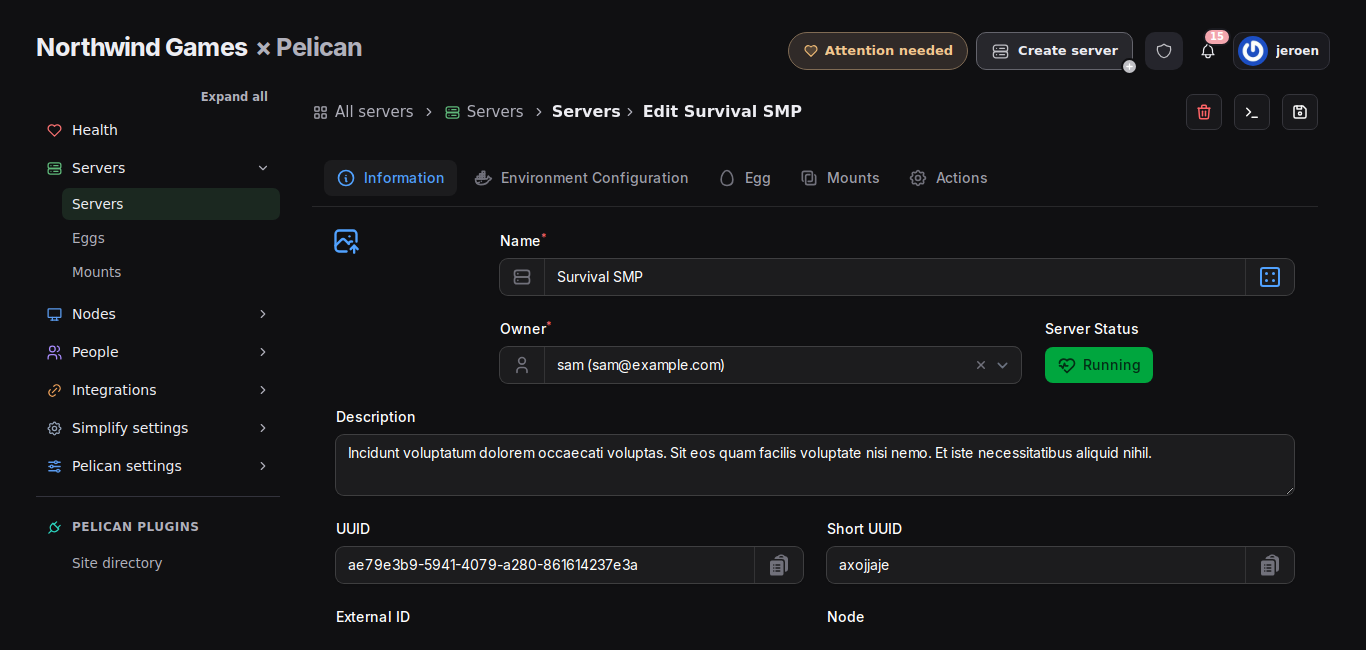 Northwind Games × Pelican
Attention needed
Create server
15
jeroen
Expand all
Health
Servers
Servers
Eggs
Mounts
Nodes
People
Integrations
Simplify settings
Pelican settings
PELICAN PLUGINS
Site directory
All servers > Servers > Servers > Edit Survival SMP
Information
Environment Configuration
Egg
Mounts
Actions
Name*
Survival SMP
Owner*
Server Status
sam (sam@example.com)
Running
Description
Incidunt voluptatum dolorem occaecati voluptas. Sit eos quam facilis voluptate nisi nemo. Et iste necessitatibus aliquid nihil.
UUID
Short UUID
ae79e3b9-5941-4079-a280-861614237e3a
axojjaje
External ID
Node